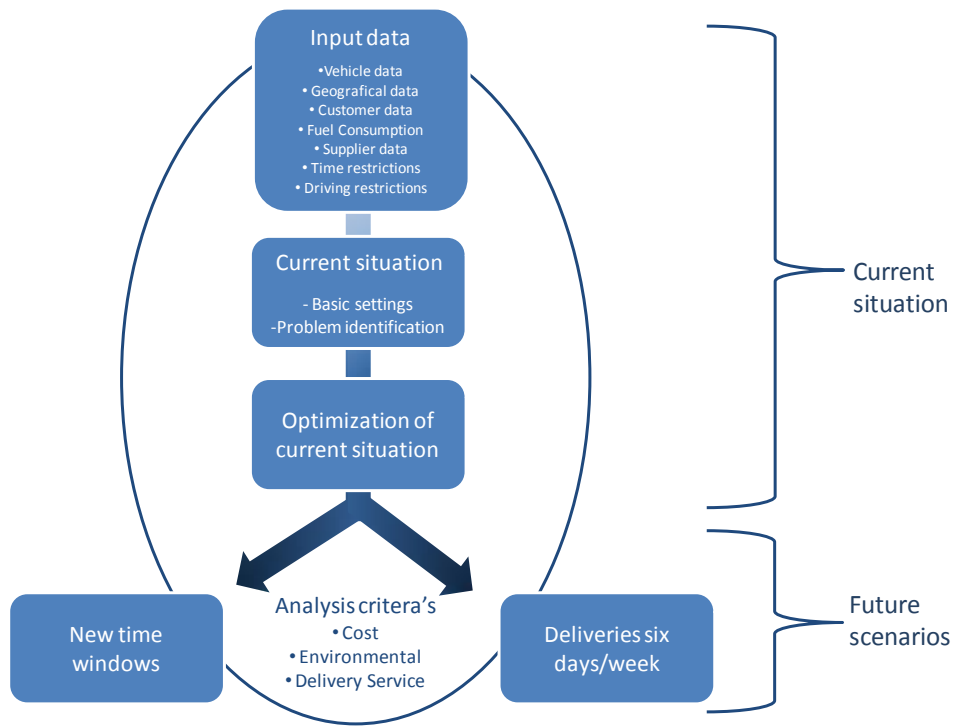 Input data
•Vehicle data
• Geografical data
• Customer data
• Fuel Consumption
• Supplier data
• Time restrictions
• Driving restrictions
Current situation
- Basic settings
-Problem identification
Optimization of
current situation
Current
situation
New time
windows
Analysis critera's
• Cost
• Environmental
• Delivery Service
Deliveries six
days/week
Future
scenarios